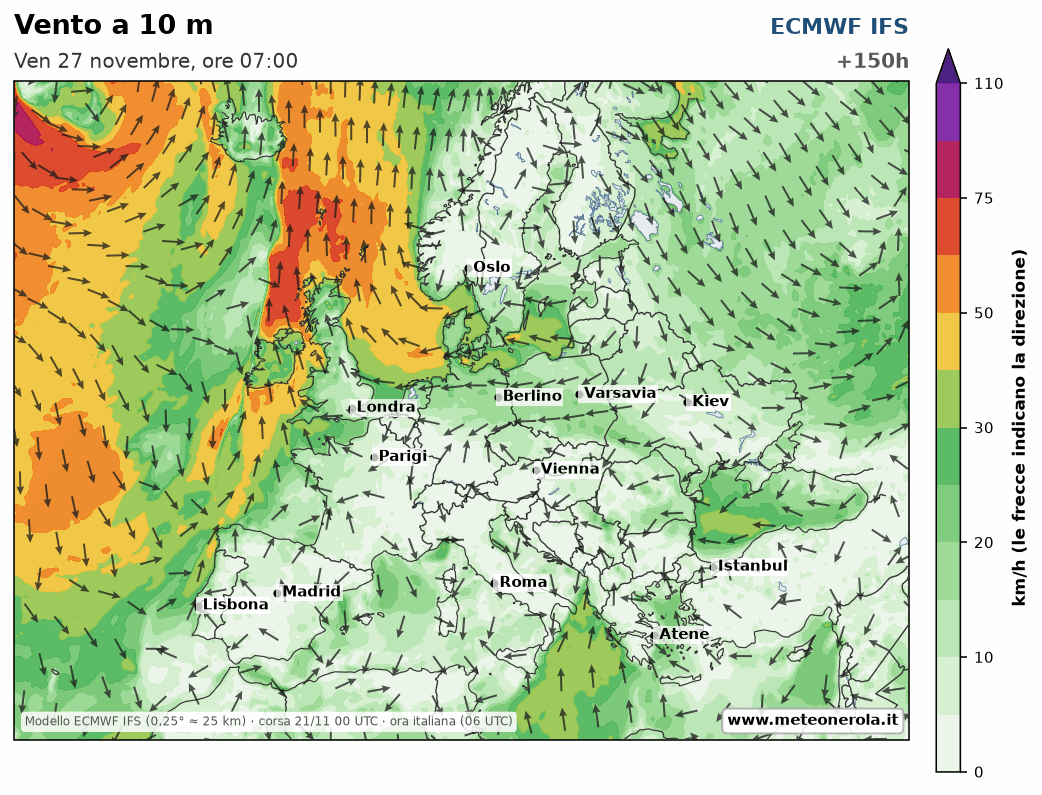 Vento a 10 m
ECMWF IFS
Ven 27 novembre, ore 07:00
+150h
110
75
50
30
20
10
0
km/h (le frecce indicano la direzione)
Oslo
Londra
Berlino
Varsavia
Kiev
Parigi
Vienna
Istanbul
Roma
Madrid
Lisbona
Atene
Modello ECMWF IFS (0,25° ≈ 25 km) · corsa 21/11 00 UTC · ora italiana (06 UTC)
www.meteonerola.it